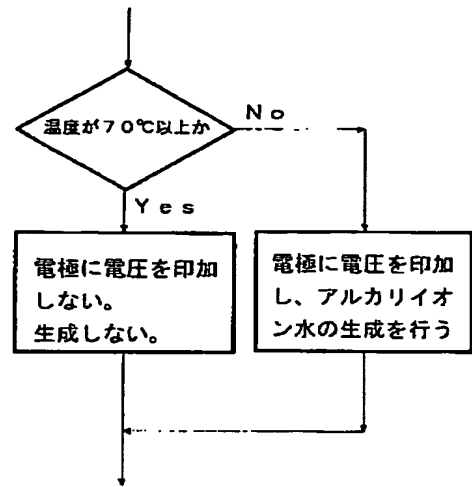 温度が70℃以上か
No
Yes
電極に電圧を印加
しない。
生成しない。
電極に電圧を印加
し、アルカリイオ
ン水の生成を行う